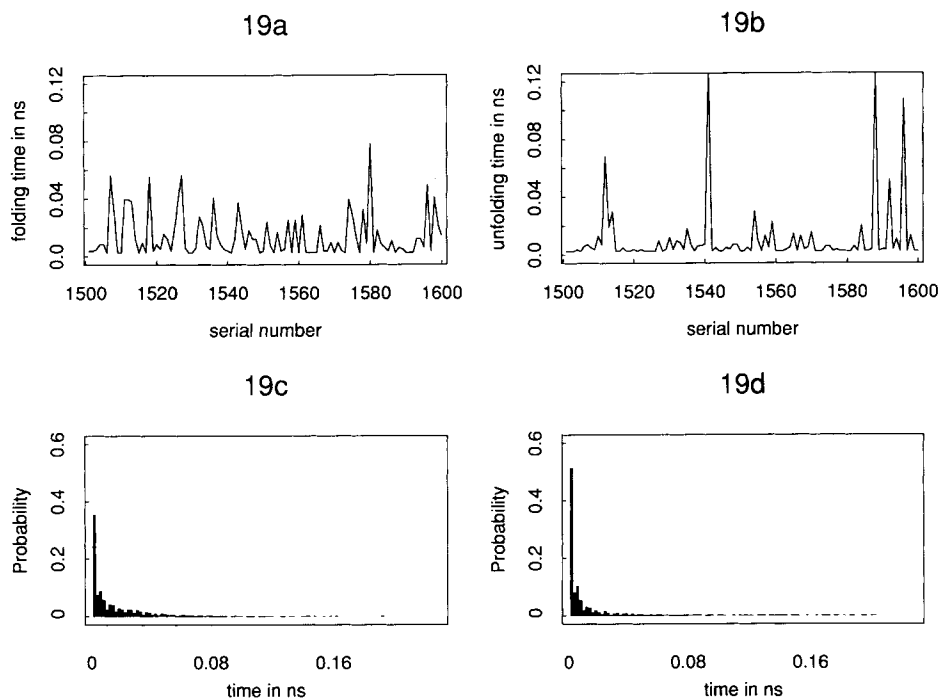 19a
folding time in ns
0.12
0.08
0.04
0.0
1500 1520 1540 1560 1580 1600
serial number
19b
unfolding time in ns
0.12
0.08
0.04
0.0
1500 1520 1540 1560 1580 1600
serial number
19c
Probability
0.6
0.4
0.2
0
0 0.08 0.16
time in ns
19d
Probability
0.6
0.4
0.2
0
0 0.08 0.16
time in ns